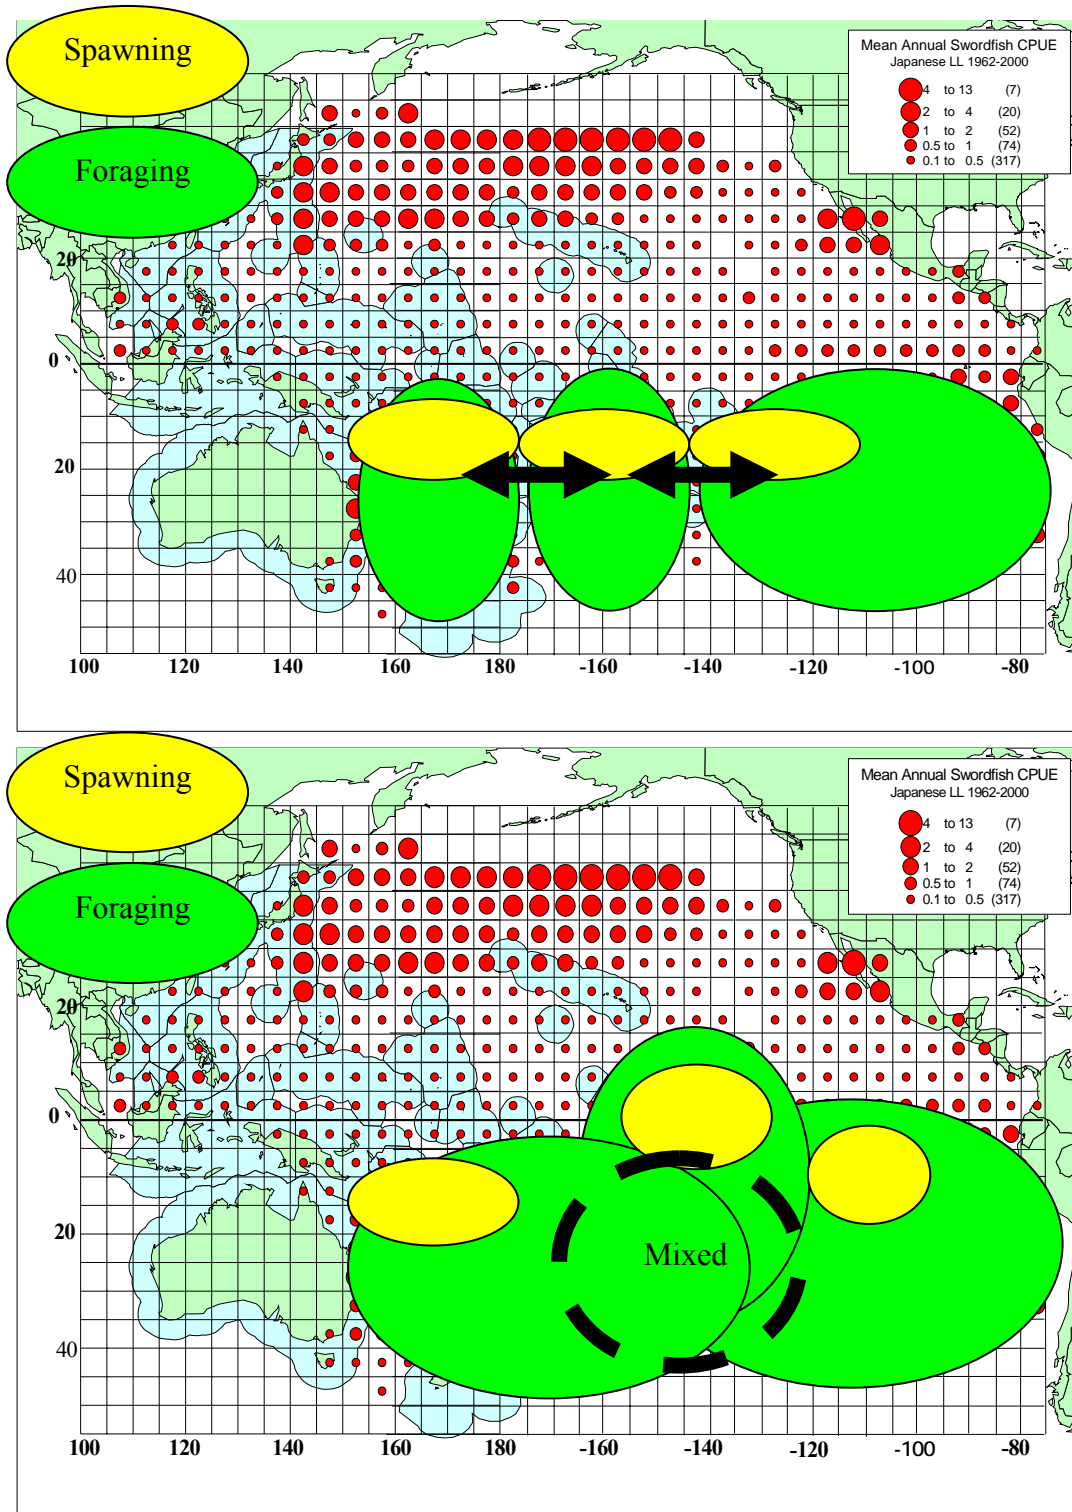 Spawning
Foraging
Mean Annual Swordfish CPUE
Japanese LL 1962-2000
4 to 13 (7)
2 to 4 (20)
1 to 2 (52)
0.5 to 1 (74)
0.1 to 0.5 (317)
20
0
20
40
100 120 140 160 180 -160 -140 -120 -100 -80
Spawning
Foraging
Mean Annual Swordfish CPUE
Japanese LL 1962-2000
4 to 13 (7)
2 to 4 (20)
1 to 2 (52)
0.5 to 1 (74)
0.1 to 0.5 (317)
20
0
20
Mixed
40
100 120 140 160 180 -160 -140 -120 -100 -80